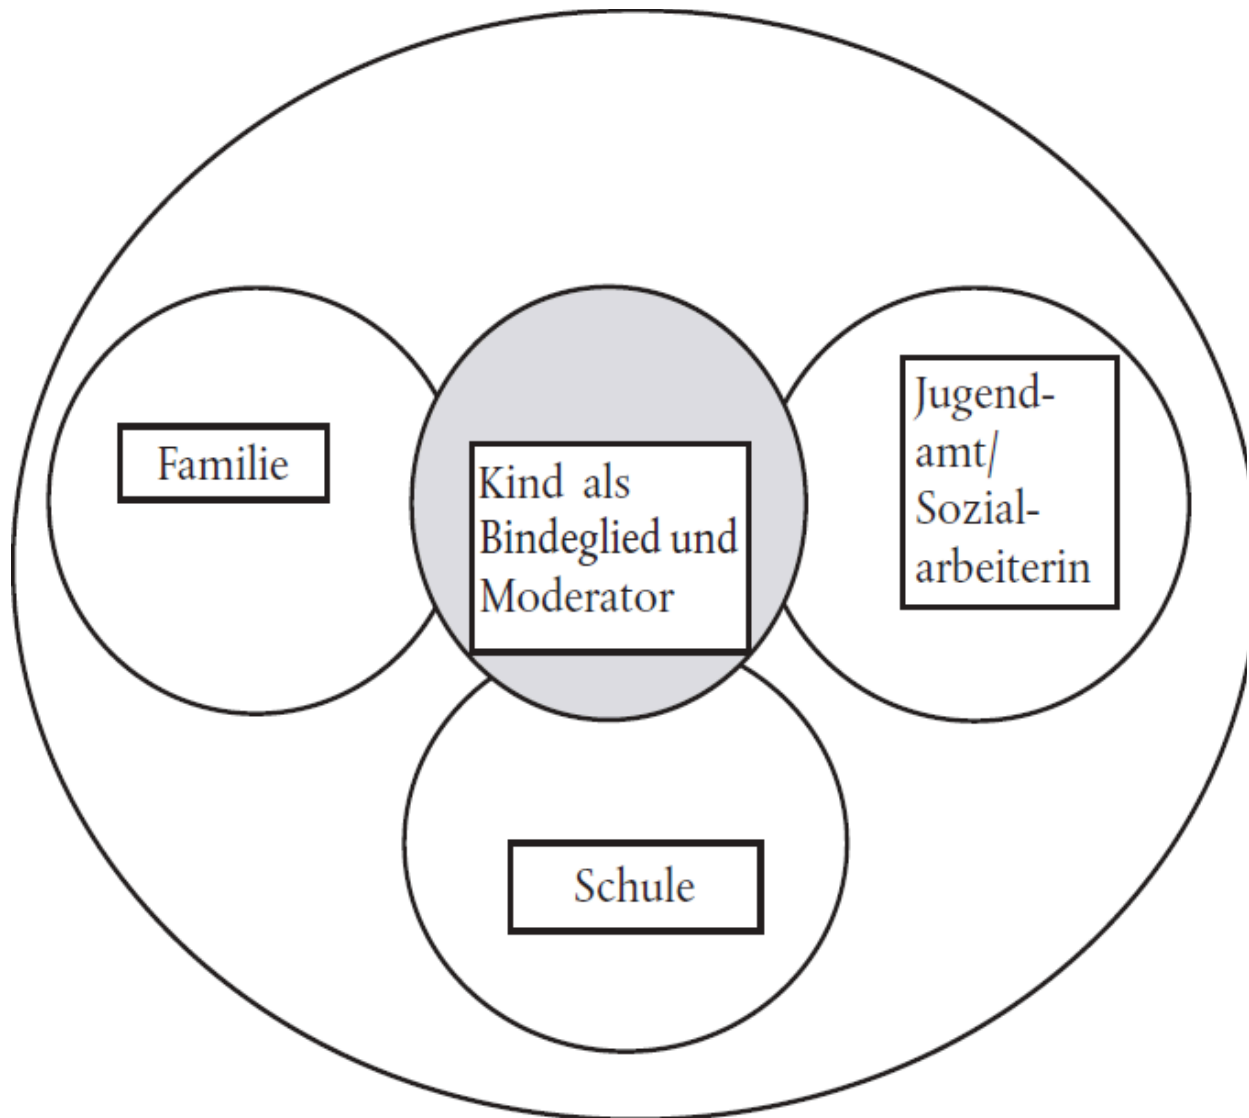 Familie
Kind als
Bindeglied und
Moderator
Jugend-
amt/
Sozial-
arbeiterin
Schule